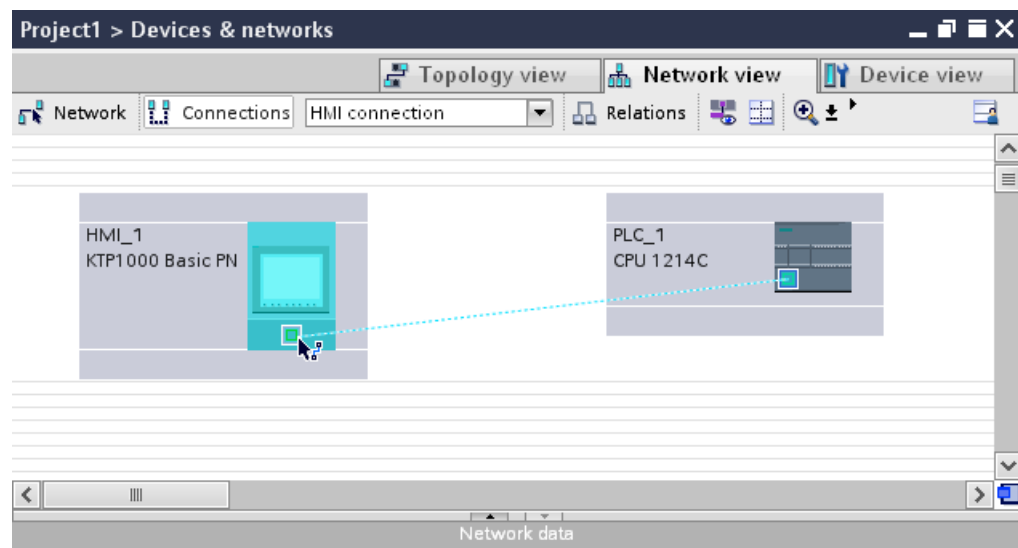 Project1 > Devices & networks
Topology view Network view Device view
Network Connections HMI connection Relations
HMI_1
KTP1000 Basic PN
PLC_1
CPU 1214C
Network data